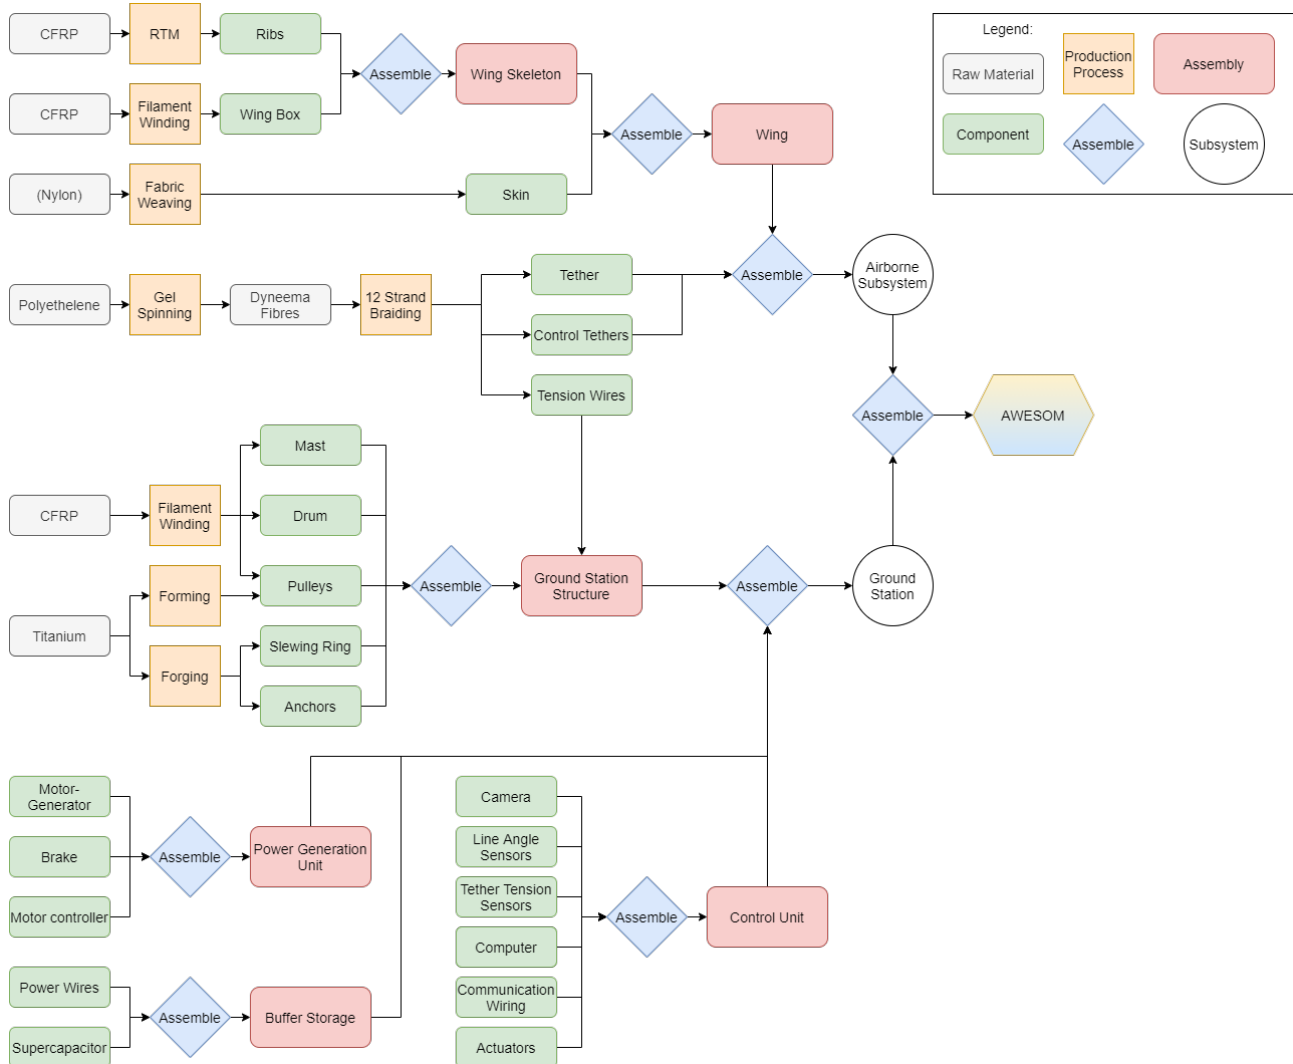 CFRP
RTM
Ribs
Assemble
Wing Skeleton
CFRP
Filament
Winding
Wing Box
Assemble
Wing
(Nylon)
Fabric
Weaving
Skin
Legend:
Raw Material
Production
Process
Assembly
Component
Assemble
Subsystem
Polyethelene
Gel
Spinning
Dyneema
Fibres
12 Strand
Braiding
Tether
Control Tethers
Tension Wires
Assemble
Airborne
Subsystem
Assemble
AWESOM
CFRP
Filament
Winding
Mast
Drum
Pulleys
Titanium
Forming
Forging
Slewing Ring
Anchors
Assemble
Ground Station
Structure
Assemble
Ground
Station
Motor-
Generator
Brake
Motor controller
Assemble
Power Generation
Unit
Power Wires
Supercapacitor
Assemble
Buffer Storage
Camera
Line Angle
Sensors
Tether Tension
Sensors
Computer
Communication
Wiring
Actuators
Assemble
Control Unit